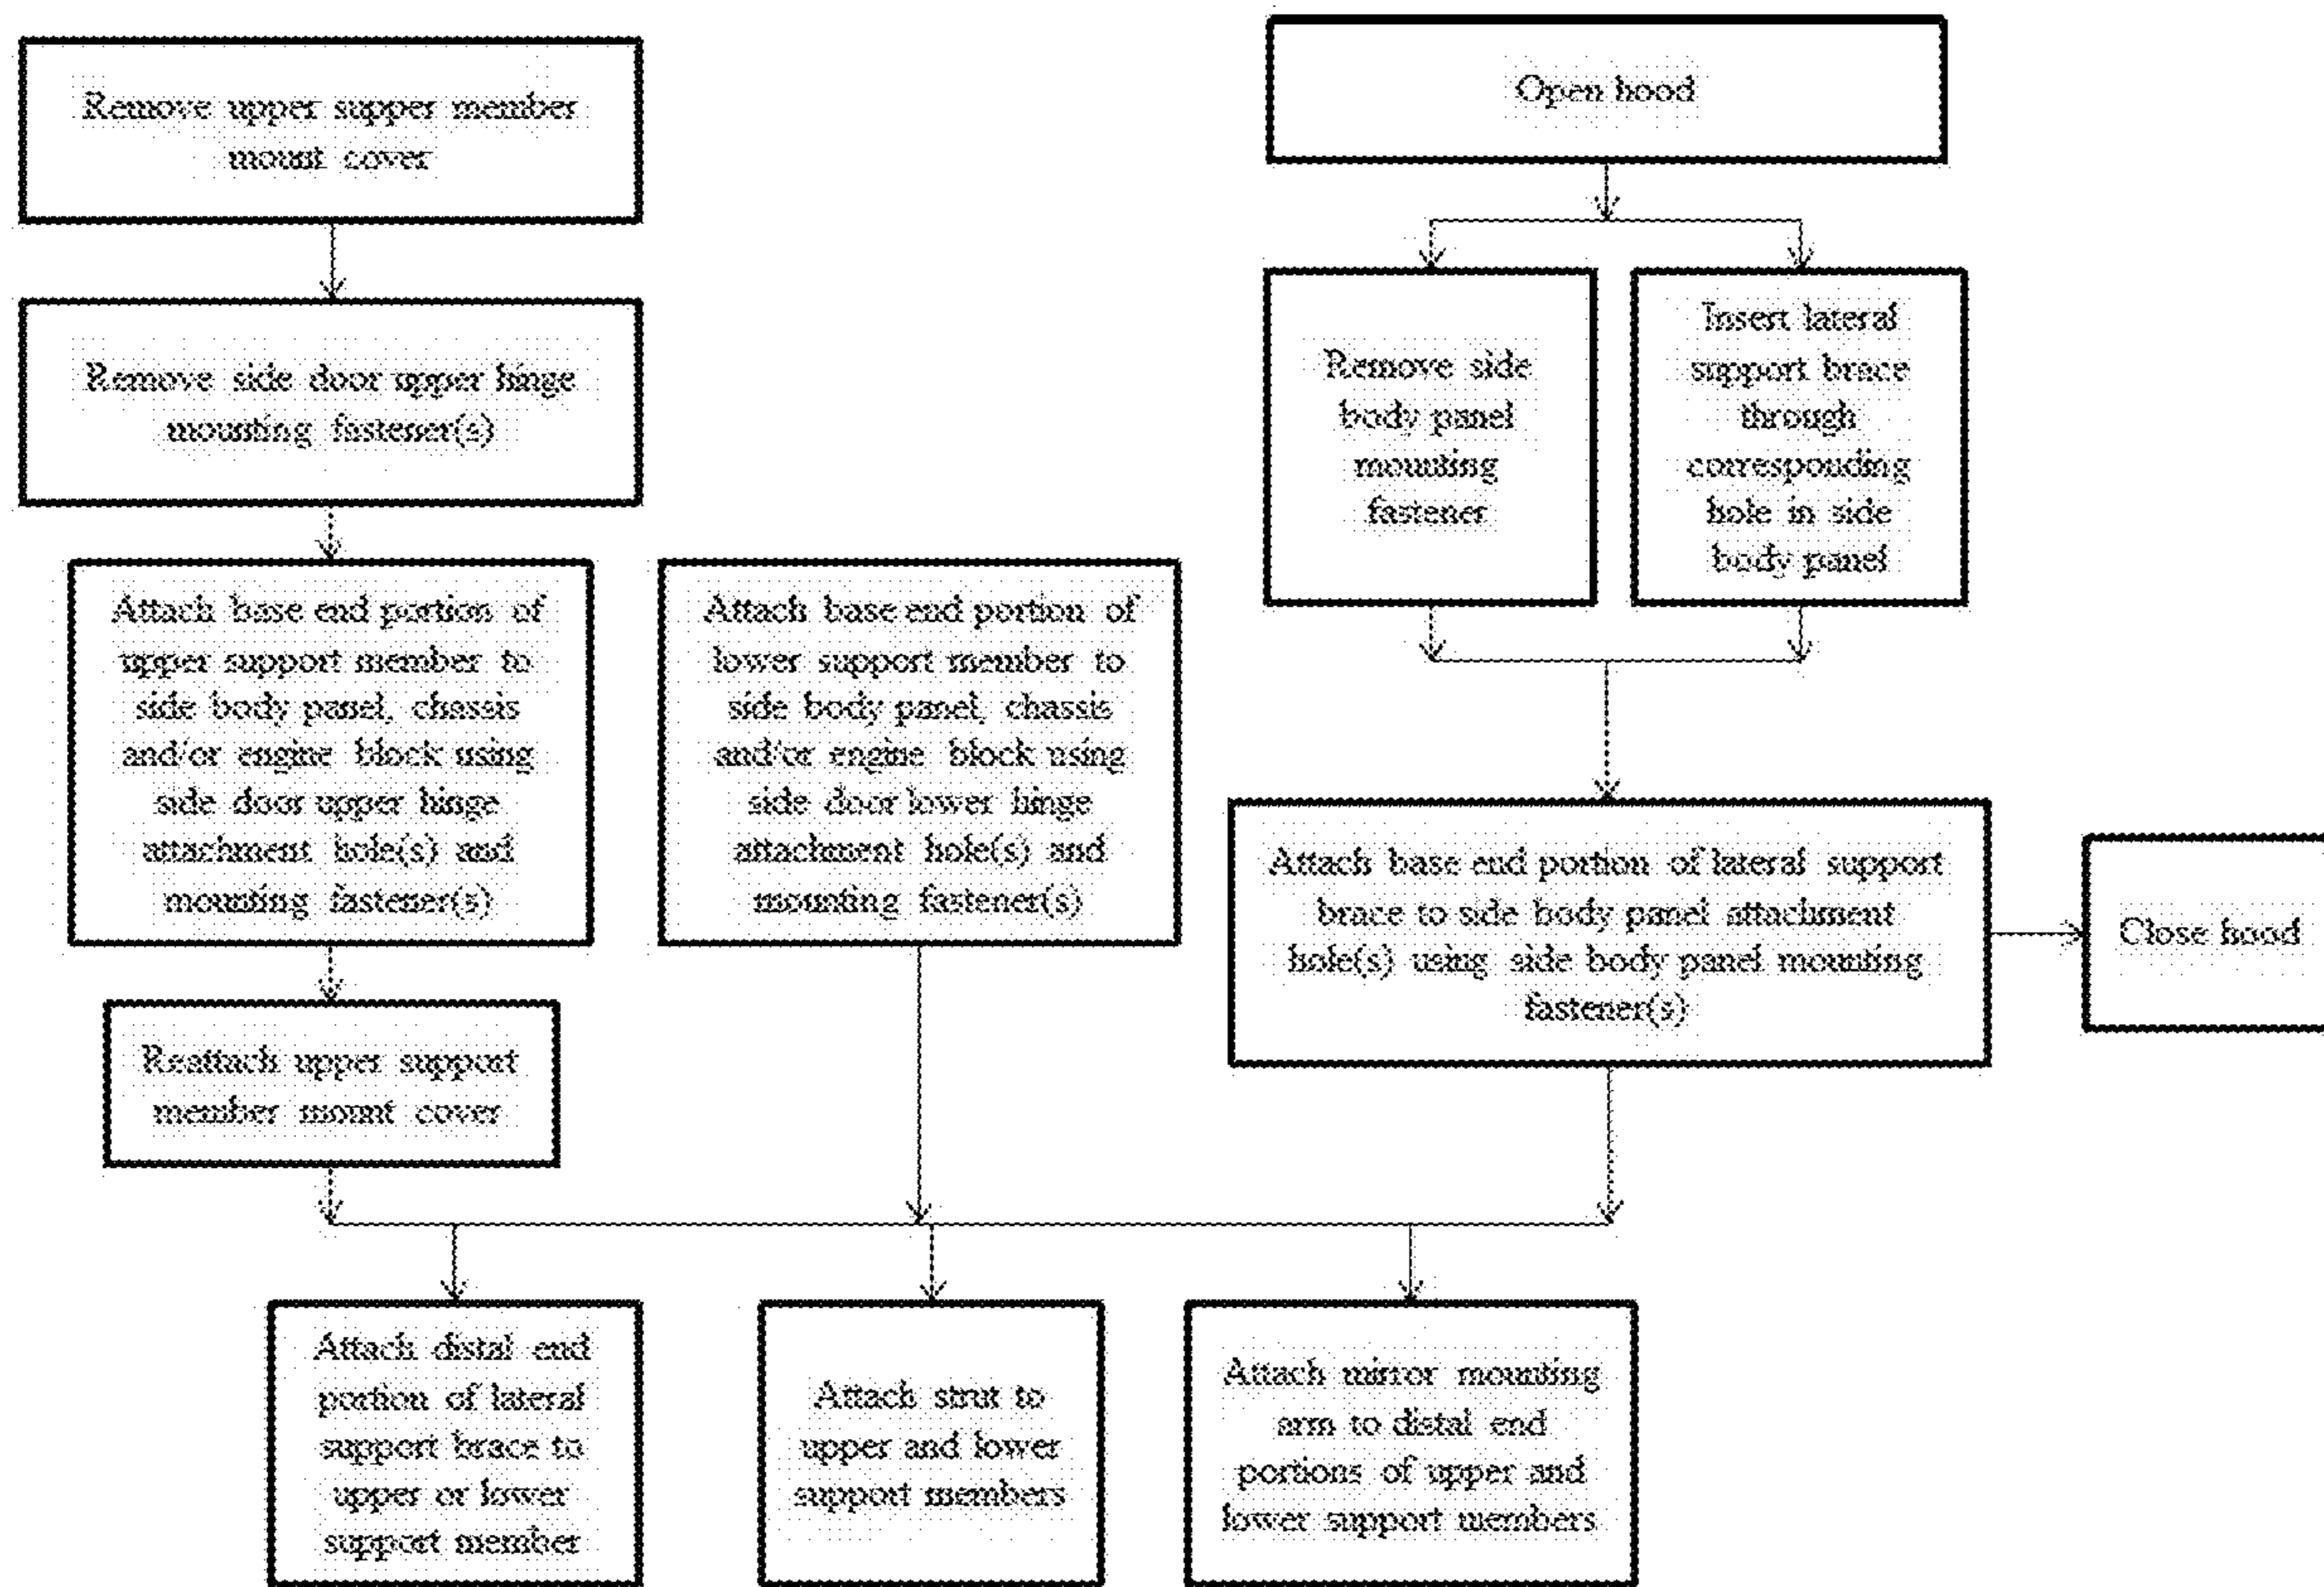 Remove upper supper member
mount cover
Remove side door upper hinge
mounting fastener(s)
Attach base end portion of
upper support member to
side body panel, chassis
and/or engine block using
side door upper hinge
attachment hole(s) and
mounting fastener(s)
Reattach upper support
member mount cover
Attach base end portion of
lower support member to
side body panel, chassis
and/or engine block using
side door lower hinge
attachment hole(s) and
mounting fastener(s)
Open hood
Remove side
body panel
mounting
fastener
Insert lateral
support brace
through
corresponding
hole in side
body panel
Attach base end portion of lateral support
brace to side body panel attachment
hole(s) using side body panel mounting
fastener(s)
Close hood
Attach distal end
portion of lateral
support brace to
upper or lower
support member
Attach strut to
upper and lower
support members
Attach mirror mounting
arm to distal end
portions of upper and
lower support members